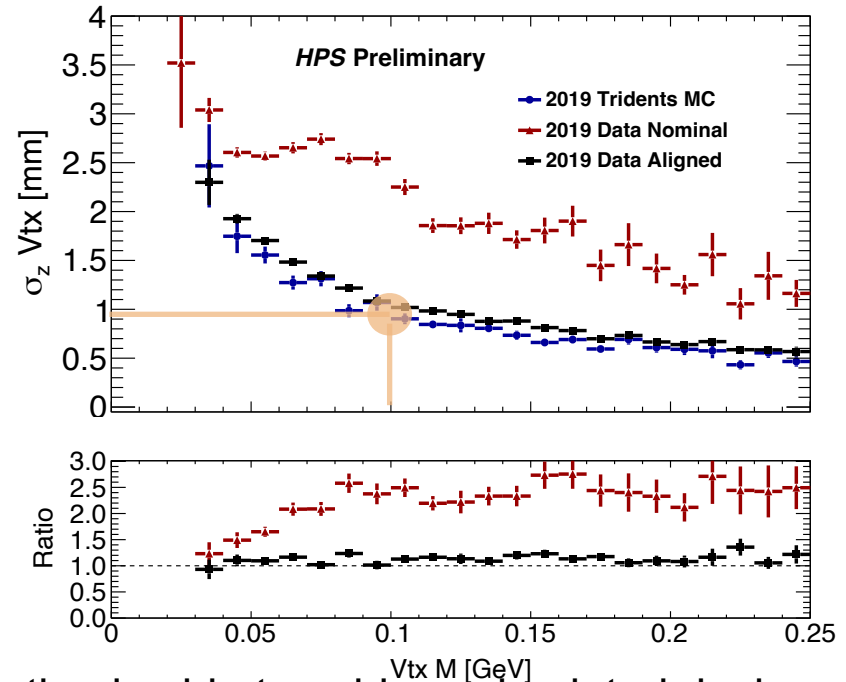 HPS Preliminary
2019 Tridents MC
2019 Data Nominal
2019 Data Aligned
σz Vtx [mm]
4
3.5
3
2.5
2
1.5
1
0.5
0
Ratio
3.0
2.5
2.0
1.5
1.0
0.5
0.0
0 0.05 0.1 0.15 0.2 0.25
Vtx M [GeV]